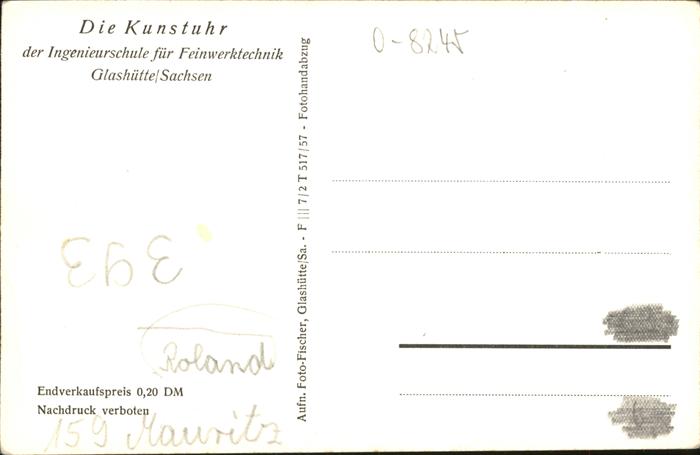 Die Kunstuhr
der Ingenieurschule für Feinwerktechnik
Glashütte/Sachsen
Endverkaufspreis 0,20 DM
Nachdruck verboten
Roland
159 Mauritz
Aufn. Foto-Fischer, Glashütte/Sa. - F ||| 7/2 T 517/57 - Fotohandabzug
O-8245